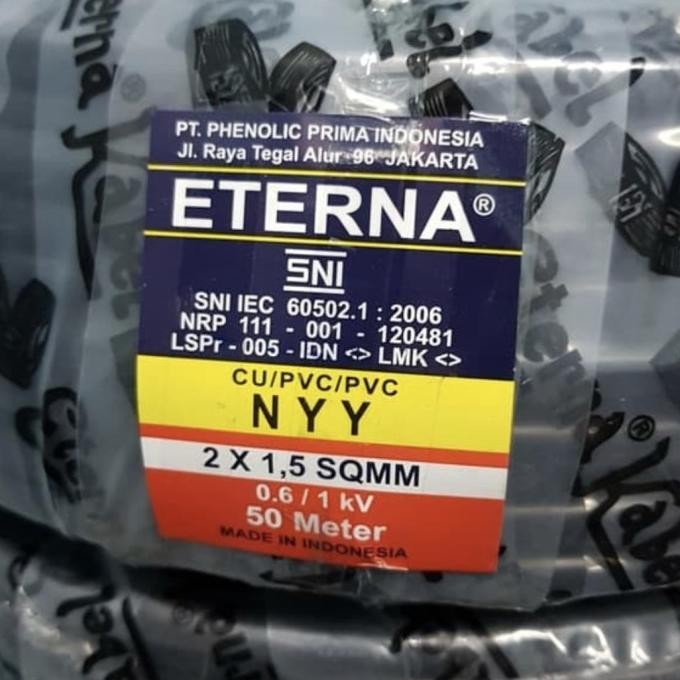 PT. PHENOLIC PRIMA INDONESIA
Jl. Raya Tegal Alur 96 JAKARTA
ETERNA®
SNI
SNI IEC 60502.1 : 2006
NRP 111 - 001 - 120481
LSPr - 005 - IDN <> LMK <>
CU/PVC/PVC
NYY
2 X 1,5 SQMM
0.6 / 1 kV
50 Meter
MADE IN INDONESIA
eterna
®
Kabel